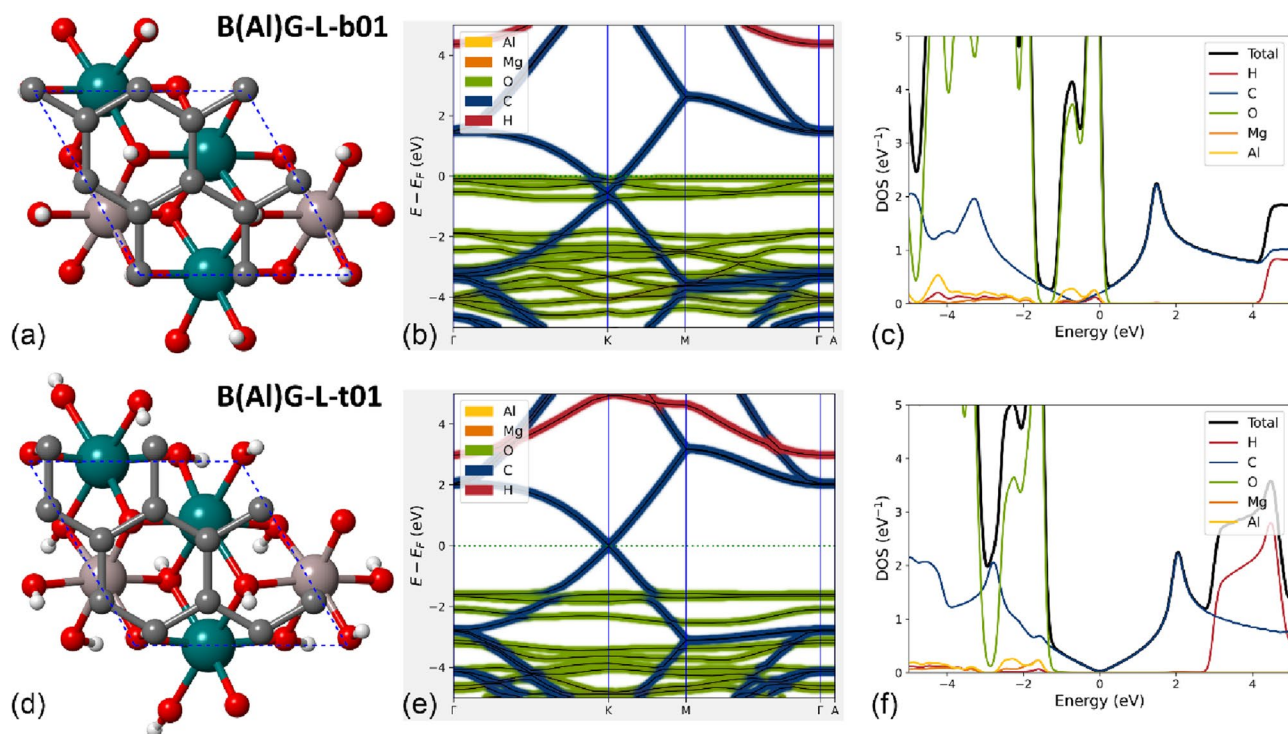 B(Al)G-L-b01
(a)
E − E_F (eV)
4
2
0
−2
−4
Al
Mg
O
C
H
Γ K M Γ A
(b)
DOS (eV⁻¹)
5
4
3
2
1
0
Total
H
C
O
Mg
Al
−4 −2 0 2 4
Energy (eV)
(c)
B(Al)G-L-t01
(d)
E − E_F (eV)
4
2
0
−2
−4
Al
Mg
O
C
H
Γ K M Γ A
(e)
DOS (eV⁻¹)
5
4
3
2
1
0
Total
H
C
O
Mg
Al
−4 −2 0 2 4
Energy (eV)
(f)